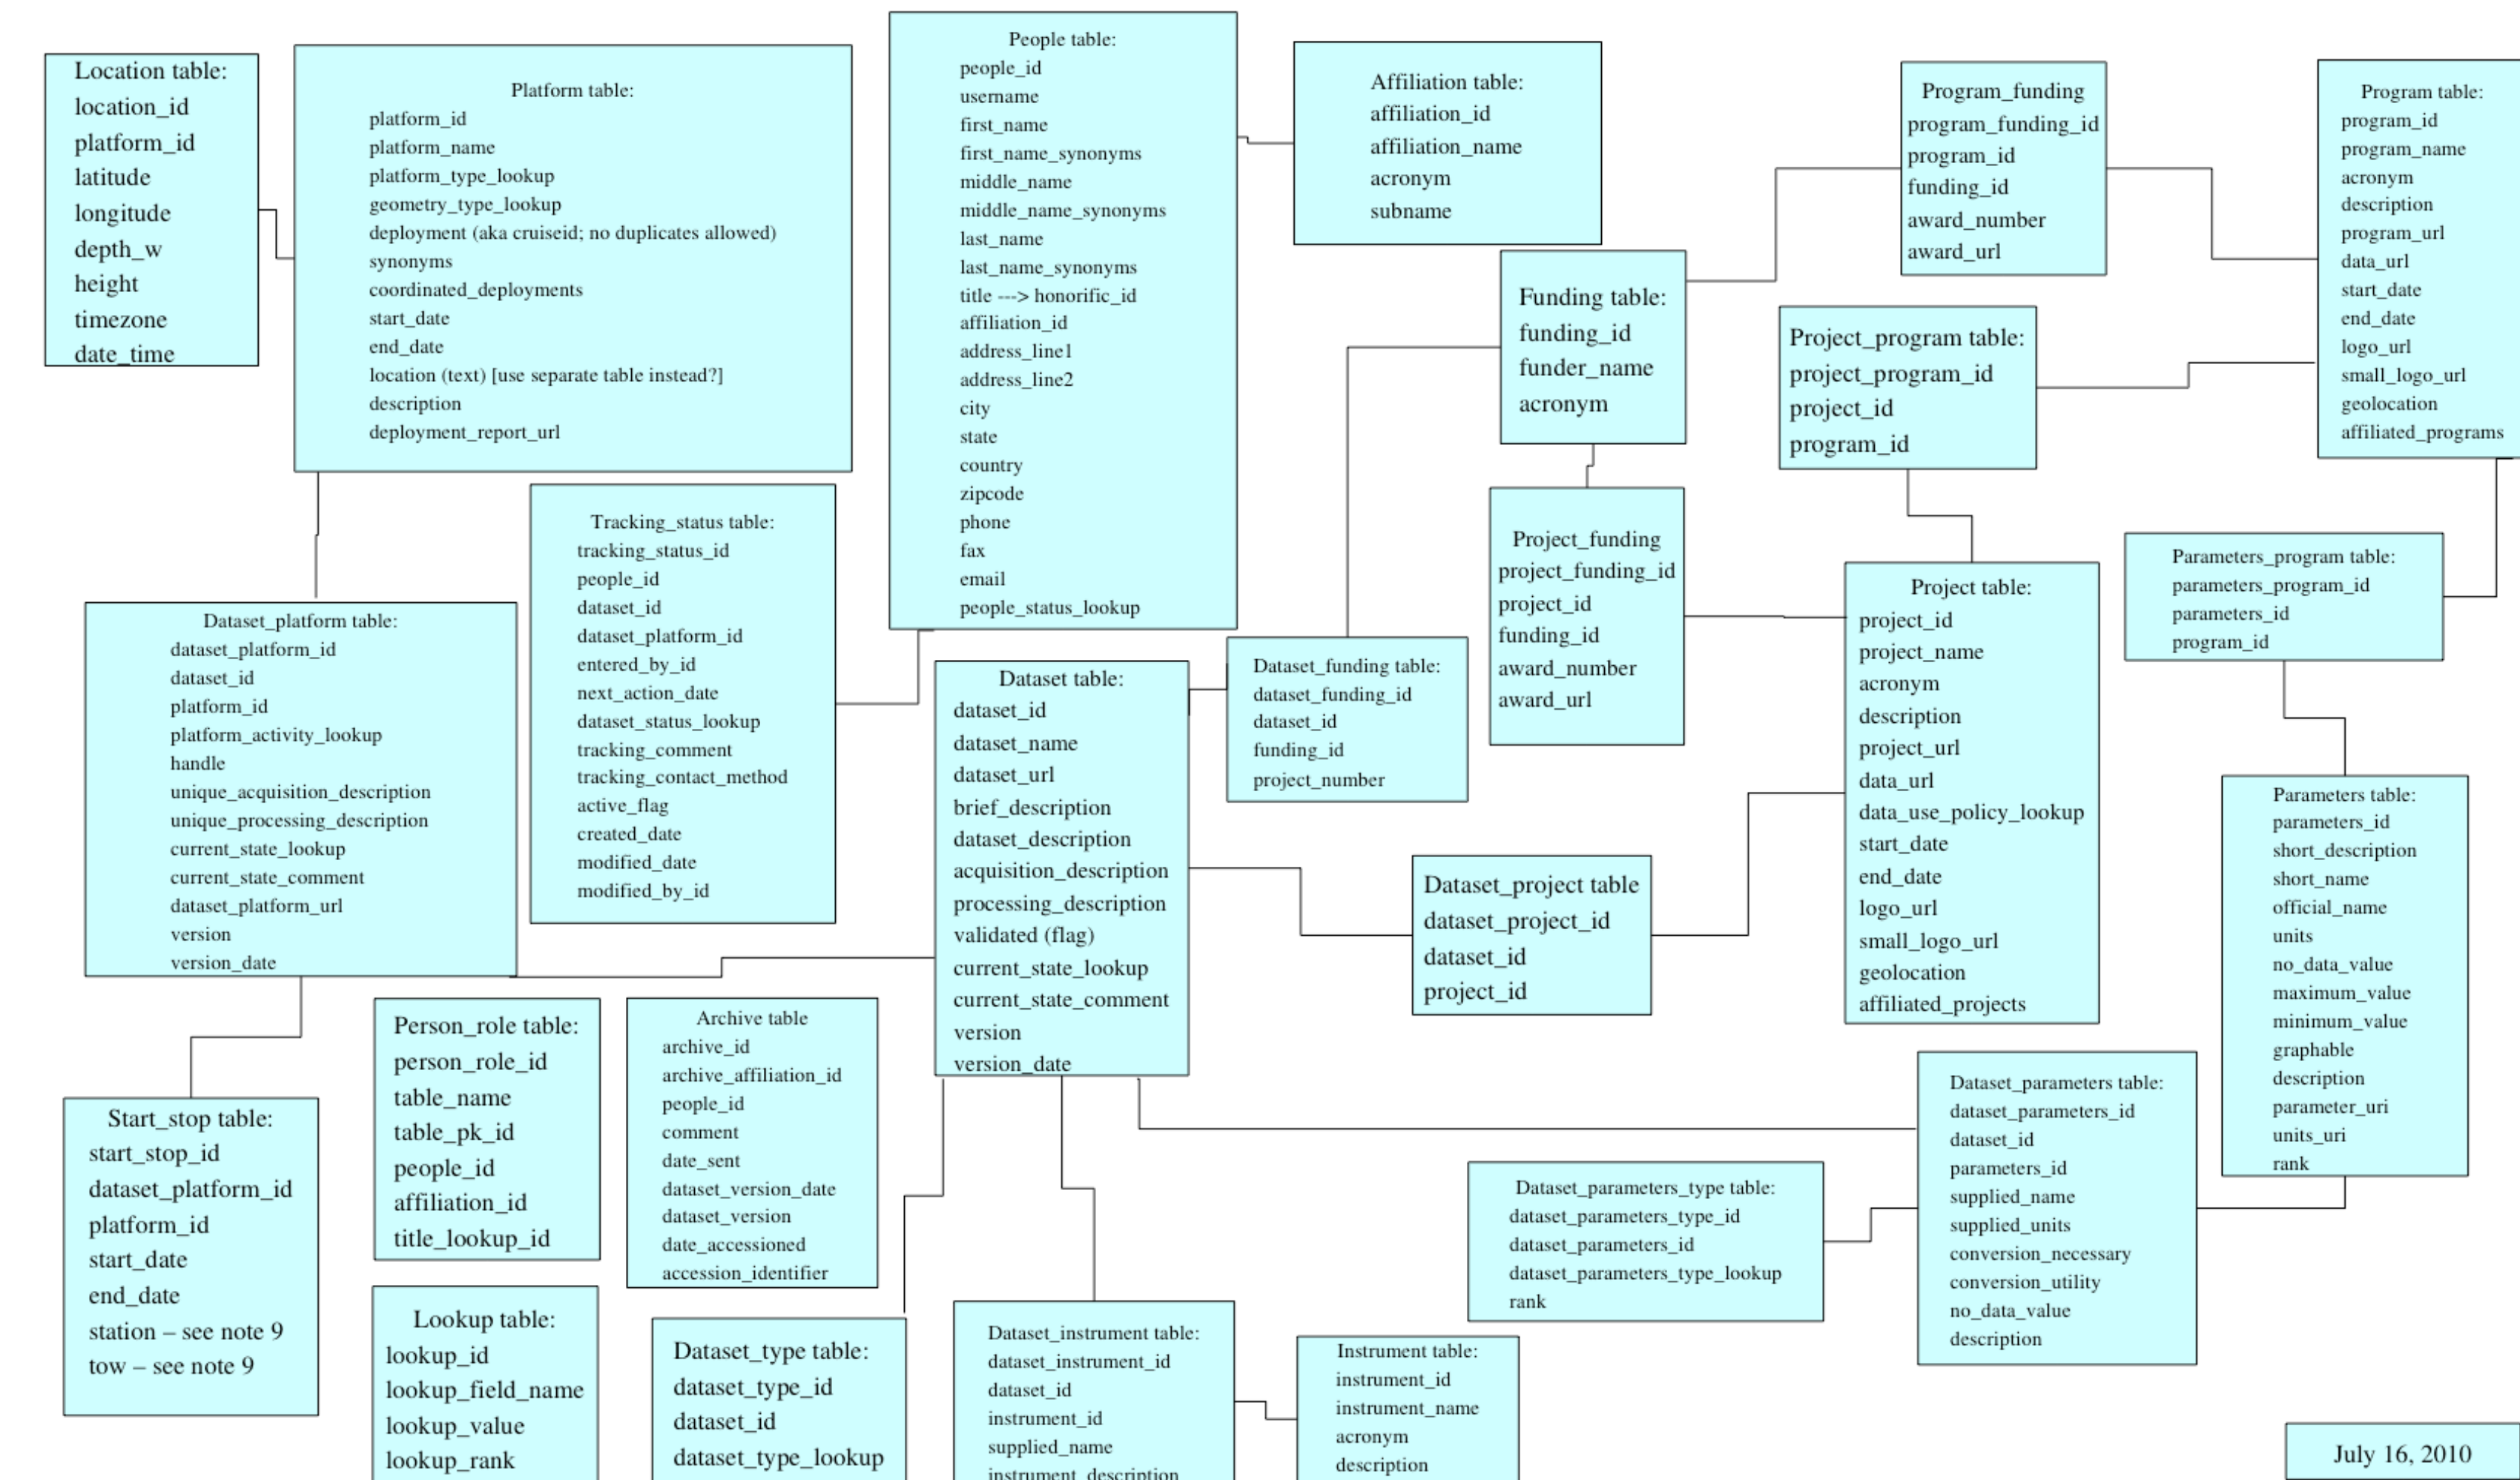 Location table:
location_id
platform_id
latitude
longitude
depth_w
height
timezone
date_time
Platform table:
platform_id
platform_name
platform_type_lookup
geometry_type_lookup
deployment (aka cruiseid; no duplicates allowed)
synonyms
coordinated_deployments
start_date
end_date
location (text) [use separate table instead?]
description
deployment_report_url
People table:
people_id
username
first_name
first_name_synonyms
middle_name
middle_name_synonyms
last_name
last_name_synonyms
title ---> honorific_id
affiliation_id
address_line1
address_line2
city
state
country
zipcode
phone
fax
email
people_status_lookup
Affiliation table:
affiliation_id
affiliation_name
acronym
subname
Program_funding
program_funding_id
program_id
funding_id
award_number
award_url
Program table:
program_id
program_name
acronym
description
program_url
data_url
start_date
end_date
logo_url
small_logo_url
geolocation
affiliated_programs
Funding table:
funding_id
funder_name
acronym
Project_program table:
project_program_id
project_id
program_id
Tracking_status table:
tracking_status_id
people_id
dataset_id
dataset_platform_id
entered_by_id
next_action_date
dataset_status_lookup
tracking_comment
tracking_contact_method
active_flag
created_date
modified_date
modified_by_id
Project_funding
project_funding_id
project_id
funding_id
award_number
award_url
Parameters_program table:
parameters_program_id
parameters_id
program_id
Project table:
project_id
project_name
acronym
description
project_url
data_url
data_use_policy_lookup
start_date
end_date
logo_url
small_logo_url
geolocation
affiliated_projects
Dataset_platform table:
dataset_platform_id
dataset_id
platform_id
platform_activity_lookup
handle
unique_acquisition_description
unique_processing_description
current_state_lookup
current_state_comment
dataset_platform_url
version
version_date
Dataset table:
dataset_id
dataset_name
dataset_url
brief_description
dataset_description
acquisition_description
processing_description
validated (flag)
current_state_lookup
current_state_comment
version
version_date
Dataset_funding table:
dataset_funding_id
dataset_id
funding_id
project_number
Dataset_project table
dataset_project_id
dataset_id
project_id
Parameters table:
parameters_id
short_description
short_name
official_name
units
no_data_value
maximum_value
minimum_value
graphable
description
parameter_uri
units_uri
rank
Person_role table:
person_role_id
table_name
table_pk_id
people_id
affiliation_id
title_lookup_id
Archive table
archive_id
archive_affiliation_id
people_id
comment
date_sent
dataset_version_date
dataset_version
date_accessioned
accession_identifier
Dataset_parameters table:
dataset_parameters_id
dataset_id
parameters_id
supplied_name
supplied_units
conversion_necessary
conversion_utility
no_data_value
description
Start_stop table:
start_stop_id
dataset_platform_id
platform_id
start_date
end_date
station – see note 9
tow – see note 9
Dataset_parameters_type table:
dataset_parameters_type_id
dataset_parameters_id
dataset_parameters_type_lookup
rank
Lookup table:
lookup_id
lookup_field_name
lookup_value
lookup_rank
Dataset_type table:
dataset_type_id
dataset_id
dataset_type_lookup
Dataset_instrument table:
dataset_instrument_id
dataset_id
instrument_id
supplied_name
instrument_description
Instrument table:
instrument_id
instrument_name
acronym
description
July 16, 2010